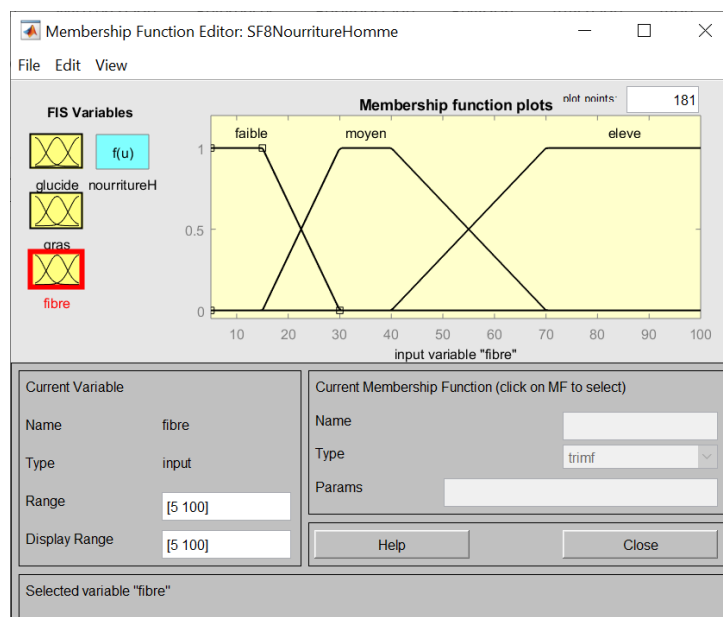 Membership Function Editor: SF8NourritureHomme
File Edit View
FIS Variables
f(u)
glucide nourritureH
gras
fibre
Membership function plots plot points: 181
faible moyen eleve
1
0.5
0
10 20 30 40 50 60 70 80 90 100
input variable "fibre"
Current Variable
Name fibre
Type input
Range [5 100]
Display Range [5 100]
Current Membership Function (click on MF to select)
Name
Type trimf
Params
Help Close
Selected variable "fibre"